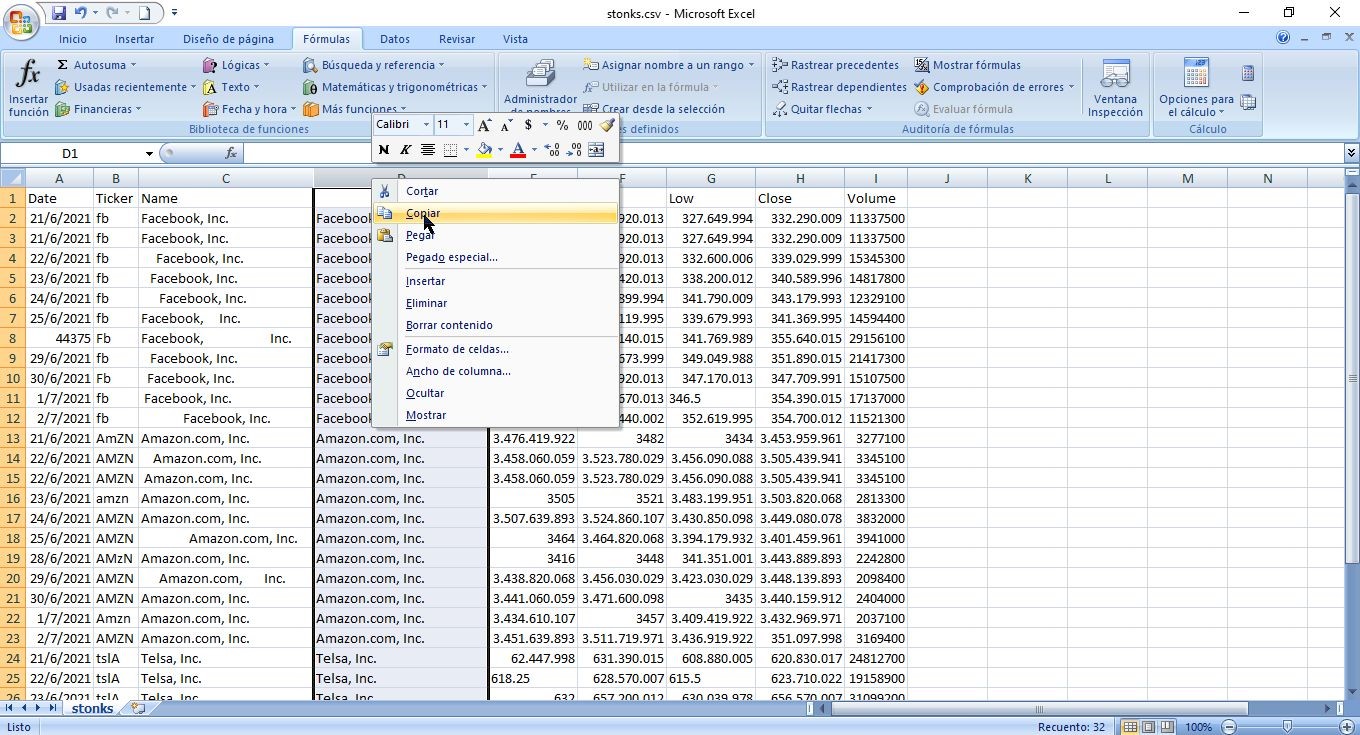 stonks.csv - Microsoft Excel
Inicio Insertar Diseño de página Fórmulas Datos Revisar Vista
fx Insertar función
Σ Autosuma Lógicas Búsqueda y referencia
Usadas recientemente Texto Matemáticas y trigonométricas
Financieras Fecha y hora Más funciones
Biblioteca de funciones
Administrador
Asignar nombre a un rango
Utilizar en la fórmula
Crear desde la selección
definidos
Rastrear precedentes Mostrar fórmulas
Rastrear dependientes Comprobación de errores
Quitar flechas Evaluar fórmula
Auditoría de fórmulas
Ventana Inspección
Opciones para el cálculo
Cálculo
Calibri 11 A A $ % 000
N K A
D1 fx
A B C D F G H I J K L M N
1 Date Ticker Name Low Close Volume
2 21/6/2021 fb Facebook, Inc. 920.013 327.649.994 332.290.009 11337500
3 21/6/2021 fb Facebook, Inc. 920.013 327.649.994 332.290.009 11337500
4 22/6/2021 fb Facebook, Inc. 332.600.006 339.029.999 15345300
5 23/6/2021 fb Facebook, Inc. 420.013 338.200.012 340.589.996 14817800
6 24/6/2021 fb Facebook, Inc. 899.994 341.790.009 343.179.993 12329100
7 25/6/2021 fb Facebook, Inc. 119.995 339.679.993 341.369.995 14594400
8 44375 Fb Facebook, Inc. 140.015 341.769.989 355.640.015 29156100
9 29/6/2021 fb Facebook, Inc. 673.999 349.049.988 351.890.015 21417300
10 30/6/2021 Fb Facebook, Inc. 920.013 347.170.013 347.709.991 15107500
11 1/7/2021 fb Facebook, Inc. 570.013 346.5 354.390.015 17137000
12 2/7/2021 fb Facebook, Inc. 440.002 352.619.995 354.700.012 11521300
13 21/6/2021 AmZN Amazon.com, Inc. Amazon.com, Inc. 3.476.419.922 3482 3434 3.453.959.961 3277100
14 22/6/2021 AMZN Amazon.com, Inc. Amazon.com, Inc. 3.458.060.059 3.523.780.029 3.456.090.088 3.505.439.941 3345100
15 22/6/2021 AMZN Amazon.com, Inc. Amazon.com, Inc. 3.458.060.059 3.523.780.029 3.456.090.088 3.505.439.941 3345100
16 23/6/2021 amzn Amazon.com, Inc. Amazon.com, Inc. 3505 3521 3.483.199.951 3.503.820.068 2813300
17 24/6/2021 AMZN Amazon.com, Inc. Amazon.com, Inc. 3.507.639.893 3.524.860.107 3.430.850.098 3.449.080.078 3832000
18 25/6/2021 AMZN Amazon.com, Inc. Amazon.com, Inc. 3464 3.464.820.068 3.394.179.932 3.401.459.961 3941000
19 28/6/2021 AMzN Amazon.com, Inc. Amazon.com, Inc. 3416 3448 341.351.001 3.443.889.893 2242800
20 29/6/2021 AMZN Amazon.com, Inc. Amazon.com, Inc. 3.438.820.068 3.456.030.029 3.423.030.029 3.448.139.893 2098400
21 30/6/2021 AMZN Amazon.com, Inc. Amazon.com, Inc. 3.441.060.059 3.471.600.098 3435 3.440.159.912 2404000
22 1/7/2021 Amzn Amazon.com, Inc. Amazon.com, Inc. 3.434.610.107 3457 3.409.419.922 3.432.969.971 2037100
23 2/7/2021 AMZN Amazon.com, Inc. Amazon.com, Inc. 3.451.639.893 3.511.719.971 3.436.919.922 351.097.998 3169400
24 21/6/2021 tslA Telsa, Inc. Telsa, Inc. 62.447.998 631.390.015 608.880.005 620.830.017 24812700
25 22/6/2021 tslA Telsa, Inc. Telsa, Inc. 618.25 628.570.007 615.5 623.710.022 19158900
26 23/6/2021 tslA Telsa, Inc. Telsa, Inc. 632 657.200.012 630.039.978 656.570.007 31099200
Cortar
Copiar
Pegar
Pegado especial...
Insertar
Eliminar
Borrar contenido
Formato de celdas...
Ancho de columna...
Ocultar
Mostrar
stonks
Listo Recuento: 32 100%